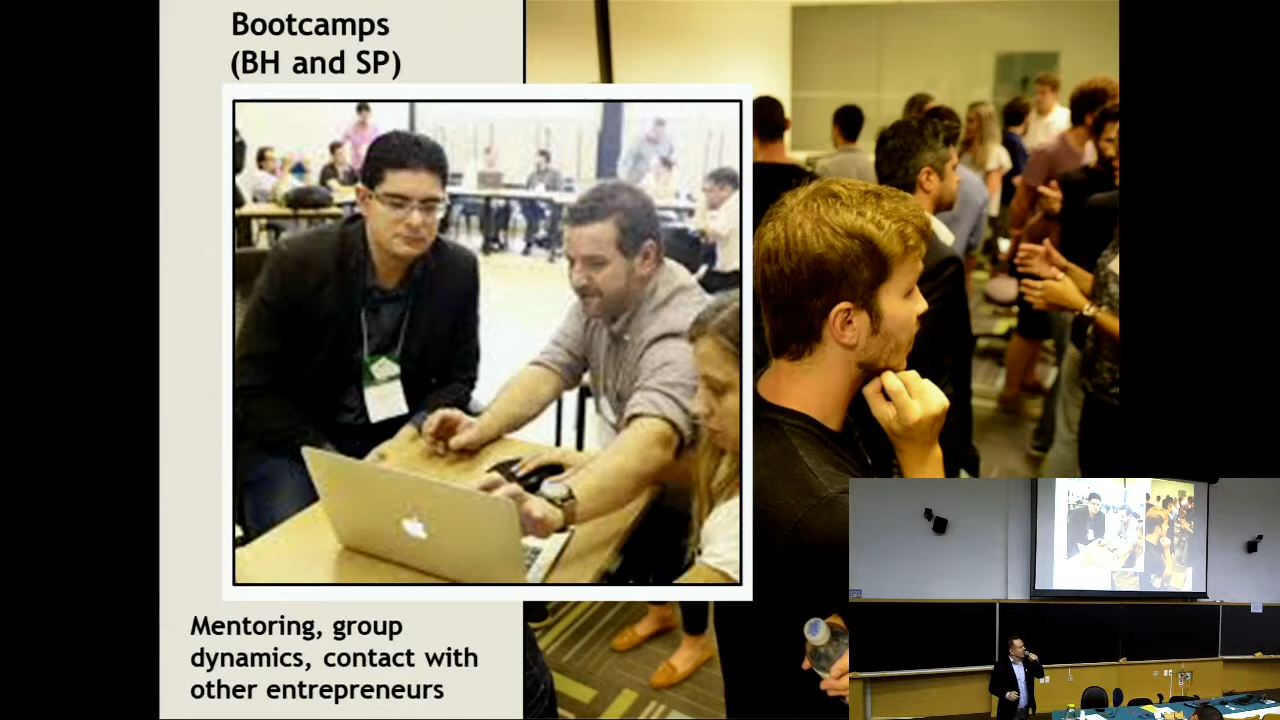 Bootcamps
(BH and SP)
Mentoring, group
dynamics, contact with
other entrepreneurs